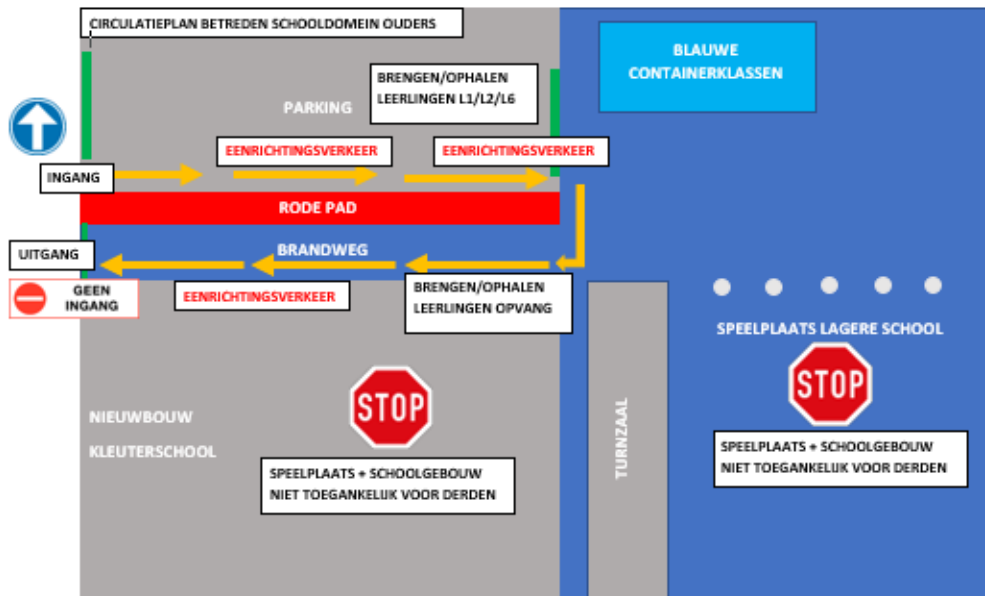 CIRCULATIEPLAN BETREDEN SCHOOLDOMEIN OUDERS
BLAUWE
CONTAINERKLASSEN
BRENGEN/OPHALEN
LEERLINGEN L1/L2/L6
PARKING
EENRICHTINGSVERKEER
EENRICHTINGSVERKEER
INGANG
RODE PAD
UITGANG
BRANDWEG
GEEN
INGANG
EENRICHTINGSVERKEER
BRENGEN/OPHALEN
LEERLINGEN OPVANG
SPEELPLAATS LAGERE SCHOOL
STOP
STOP
NIEUWBOUW
KLEUTERSCHOOL
TURNZAAL
SPEELPLAATS + SCHOOLGEBOUW
NIET TOEGANKELIJK VOOR DERDEN
SPEELPLAATS + SCHOOLGEBOUW
NIET TOEGANKELIJK VOOR DERDEN